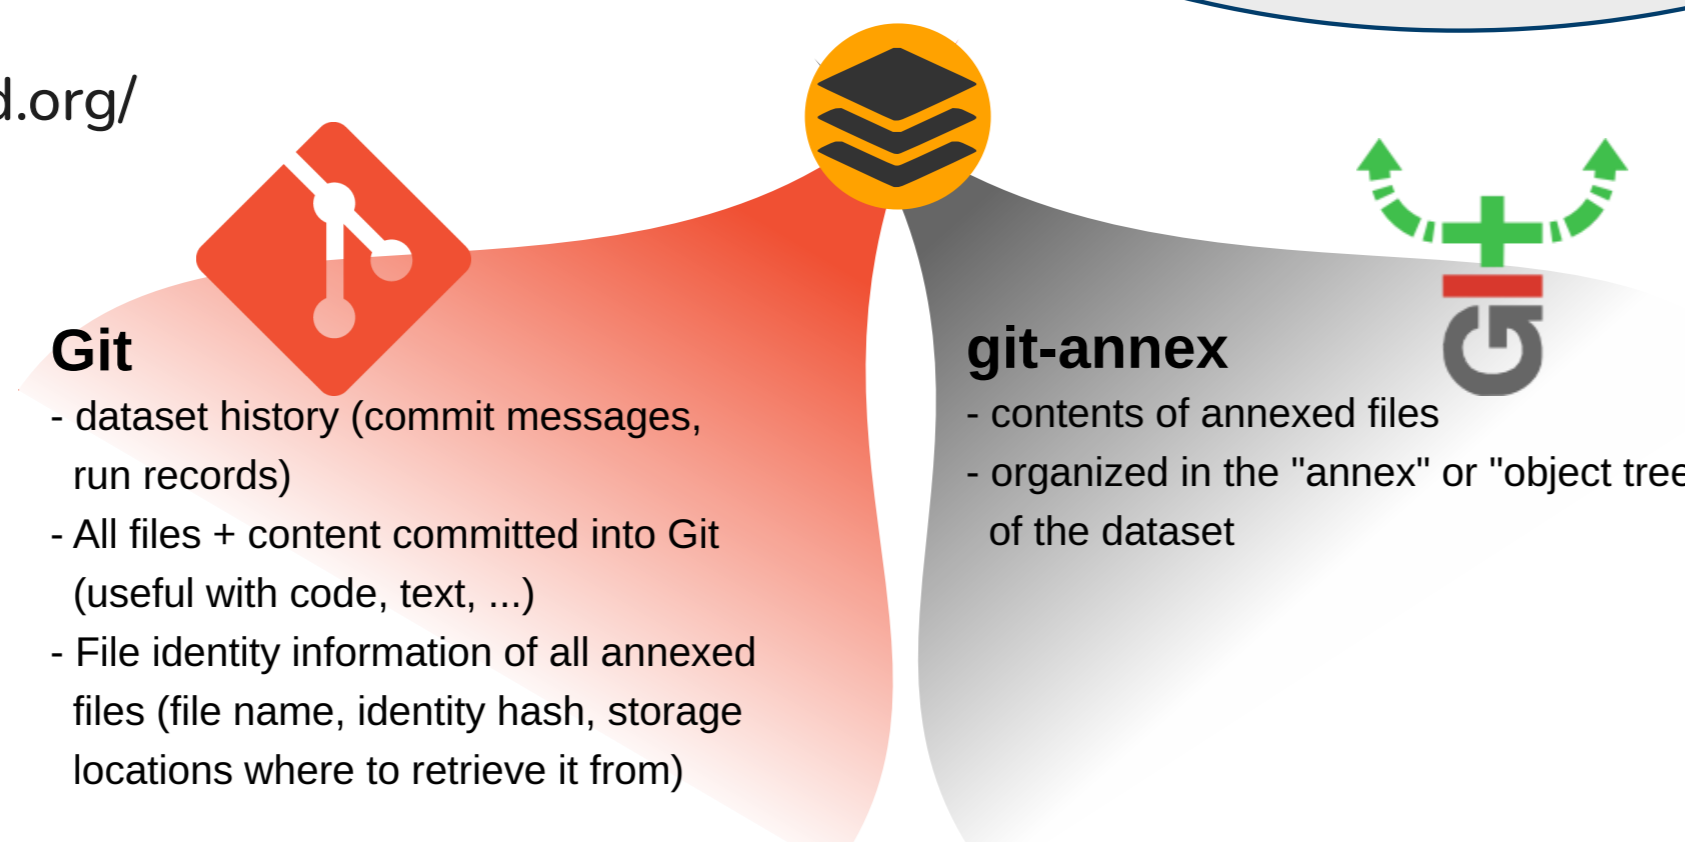 d.org/
Git
- dataset history (commit messages,
run records)
- All files + content committed into Git
(useful with code, text, ...)
- File identity information of all annexed
files (file name, identity hash, storage
locations where to retrieve it from)
git-annex
- contents of annexed files
- organized in the "annex" or "object tree
of the dataset
GIt